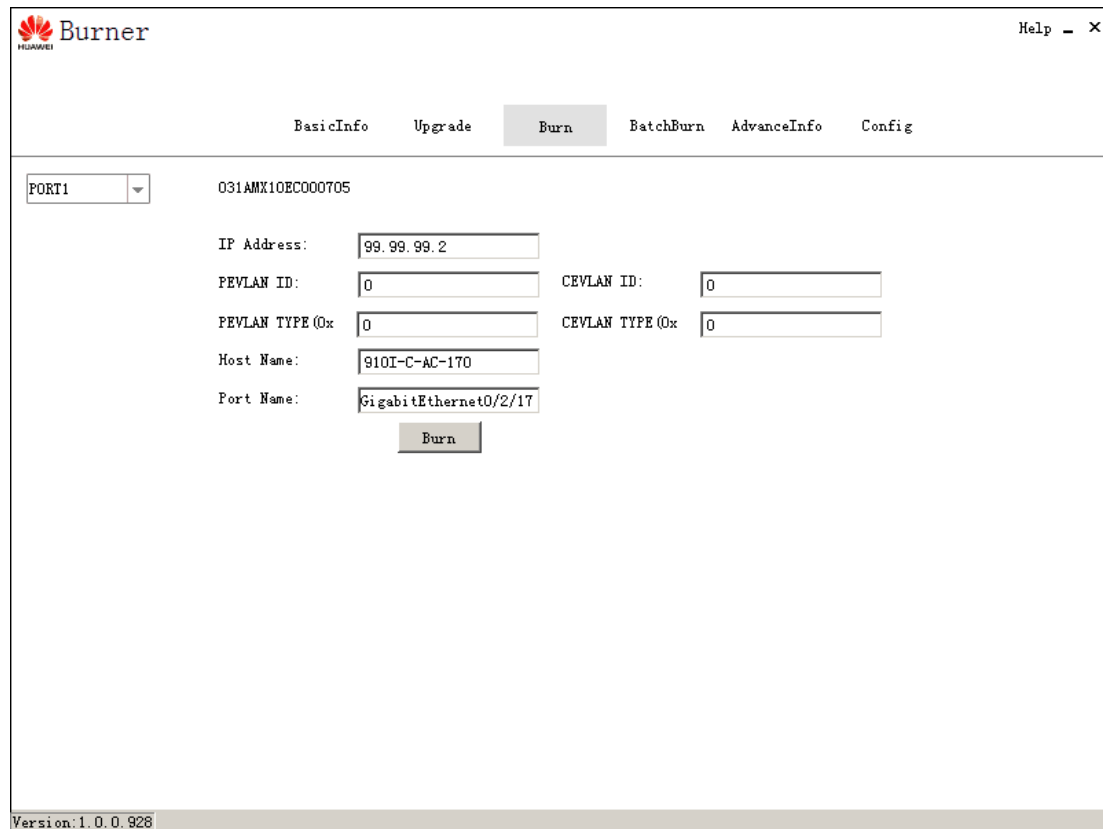 HUAWEI Burner Help
BasicInfo Upgrade Burn BatchBurn AdvanceInfo Config
PORT1 031AMX10EC000705
IP Address: 99.99.99.2
PEVLAN ID: 0 CEVLAN ID: 0
PEVLAN TYPE(0x 0 CEVLAN TYPE(0x 0
Host Name: 910I-C-AC-170
Port Name: GigabitEthernet0/2/17
Burn
Version:1.0.0.928